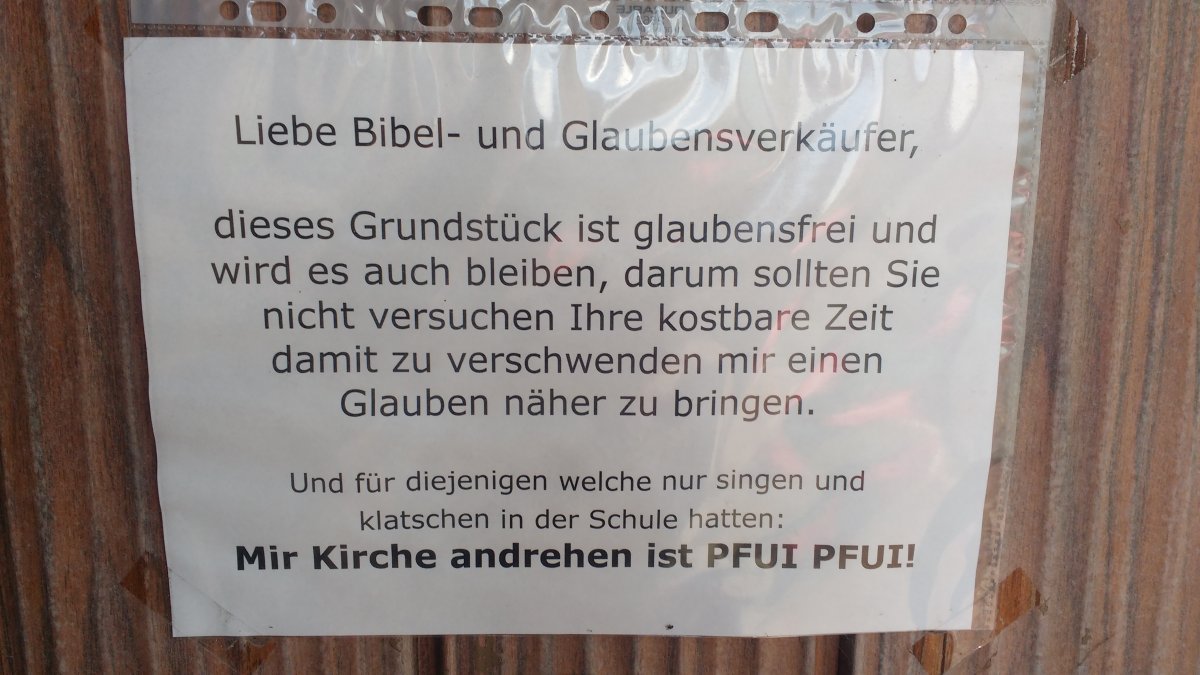 Liebe Bibel- und Glaubensverkäufer,
dieses Grundstück ist glaubensfrei und
wird es auch bleiben, darum sollten Sie
nicht versuchen Ihre kostbare Zeit
damit zu verschwenden mir einen
Glauben näher zu bringen.
Und für diejenigen welche nur singen und
klatschen in der Schule hatten:
Mir Kirche andrehen ist PFUI PFUI!